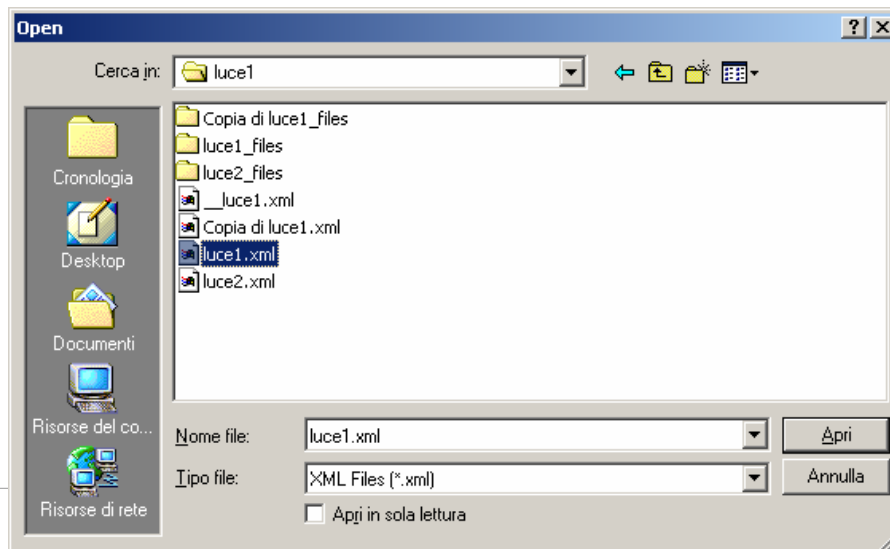 Open
Cerca in:
luce1
Cronologia
Desktop
Documenti
Risorse del co...
Risorse di rete
Copia di luce1_files
luce1_files
luce2_files
__luce1.xml
Copia di luce1.xml
luce1.xml
luce2.xml
Nome file:
luce1.xml
Apri
Tipo file:
XML Files (*.xml)
Annulla
Apri in sola lettura